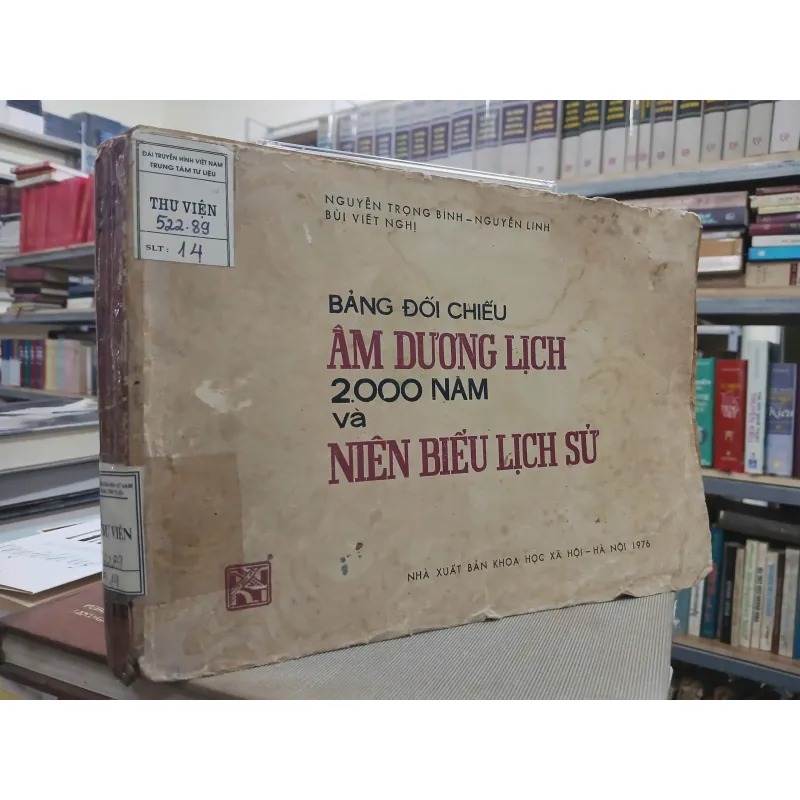 ĐÀI TRUYỀN HÌNH VIỆT NAM
TRUNG TÂM TƯ LIỆU
THƯ VIỆN
522.89
SLT: 14
NGUYỄN TRỌNG BỈNH – NGUYỄN LINH
BÙI VIẾT NGHỊ
BẢNG ĐỐI CHIẾU
ÂM DƯƠNG LỊCH
2.000 NĂM
và
NIÊN BIỂU LỊCH SỬ
NHÀ XUẤT BẢN KHOA HỌC XÃ HỘI – HÀ NỘI 1976